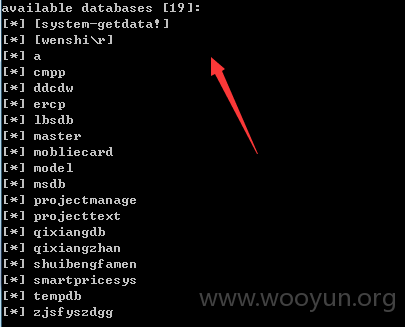 available databases [19]:
[*] [system-getdata!]
[*] [wenshi\r]
[*] a
[*] cmpp
[*] ddcdw
[*] ercp
[*] lbsdb
[*] master
[*] mobliecard
[*] model
[*] msdb
[*] projectmanage
[*] projecttext
[*] qixiangdb
[*] qixiangzhan
[*] shuibengfamen
[*] smartpricesys
[*] tempdb
[*] zjsfyszdgg
www.wooyun.org